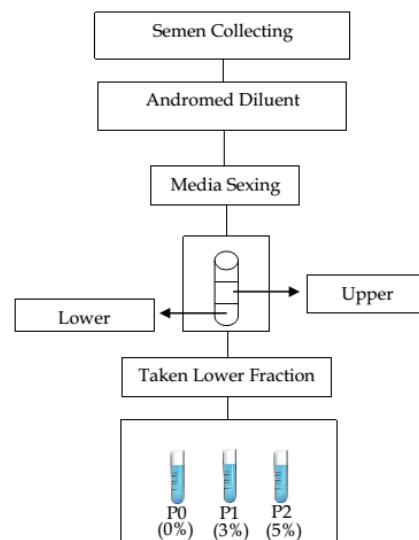 Semen Collecting
Andromed Diluent
Media Sexing
Upper
Lower
Taken Lower Fraction
P0 P1 P2
(0%) (3%) (5%)